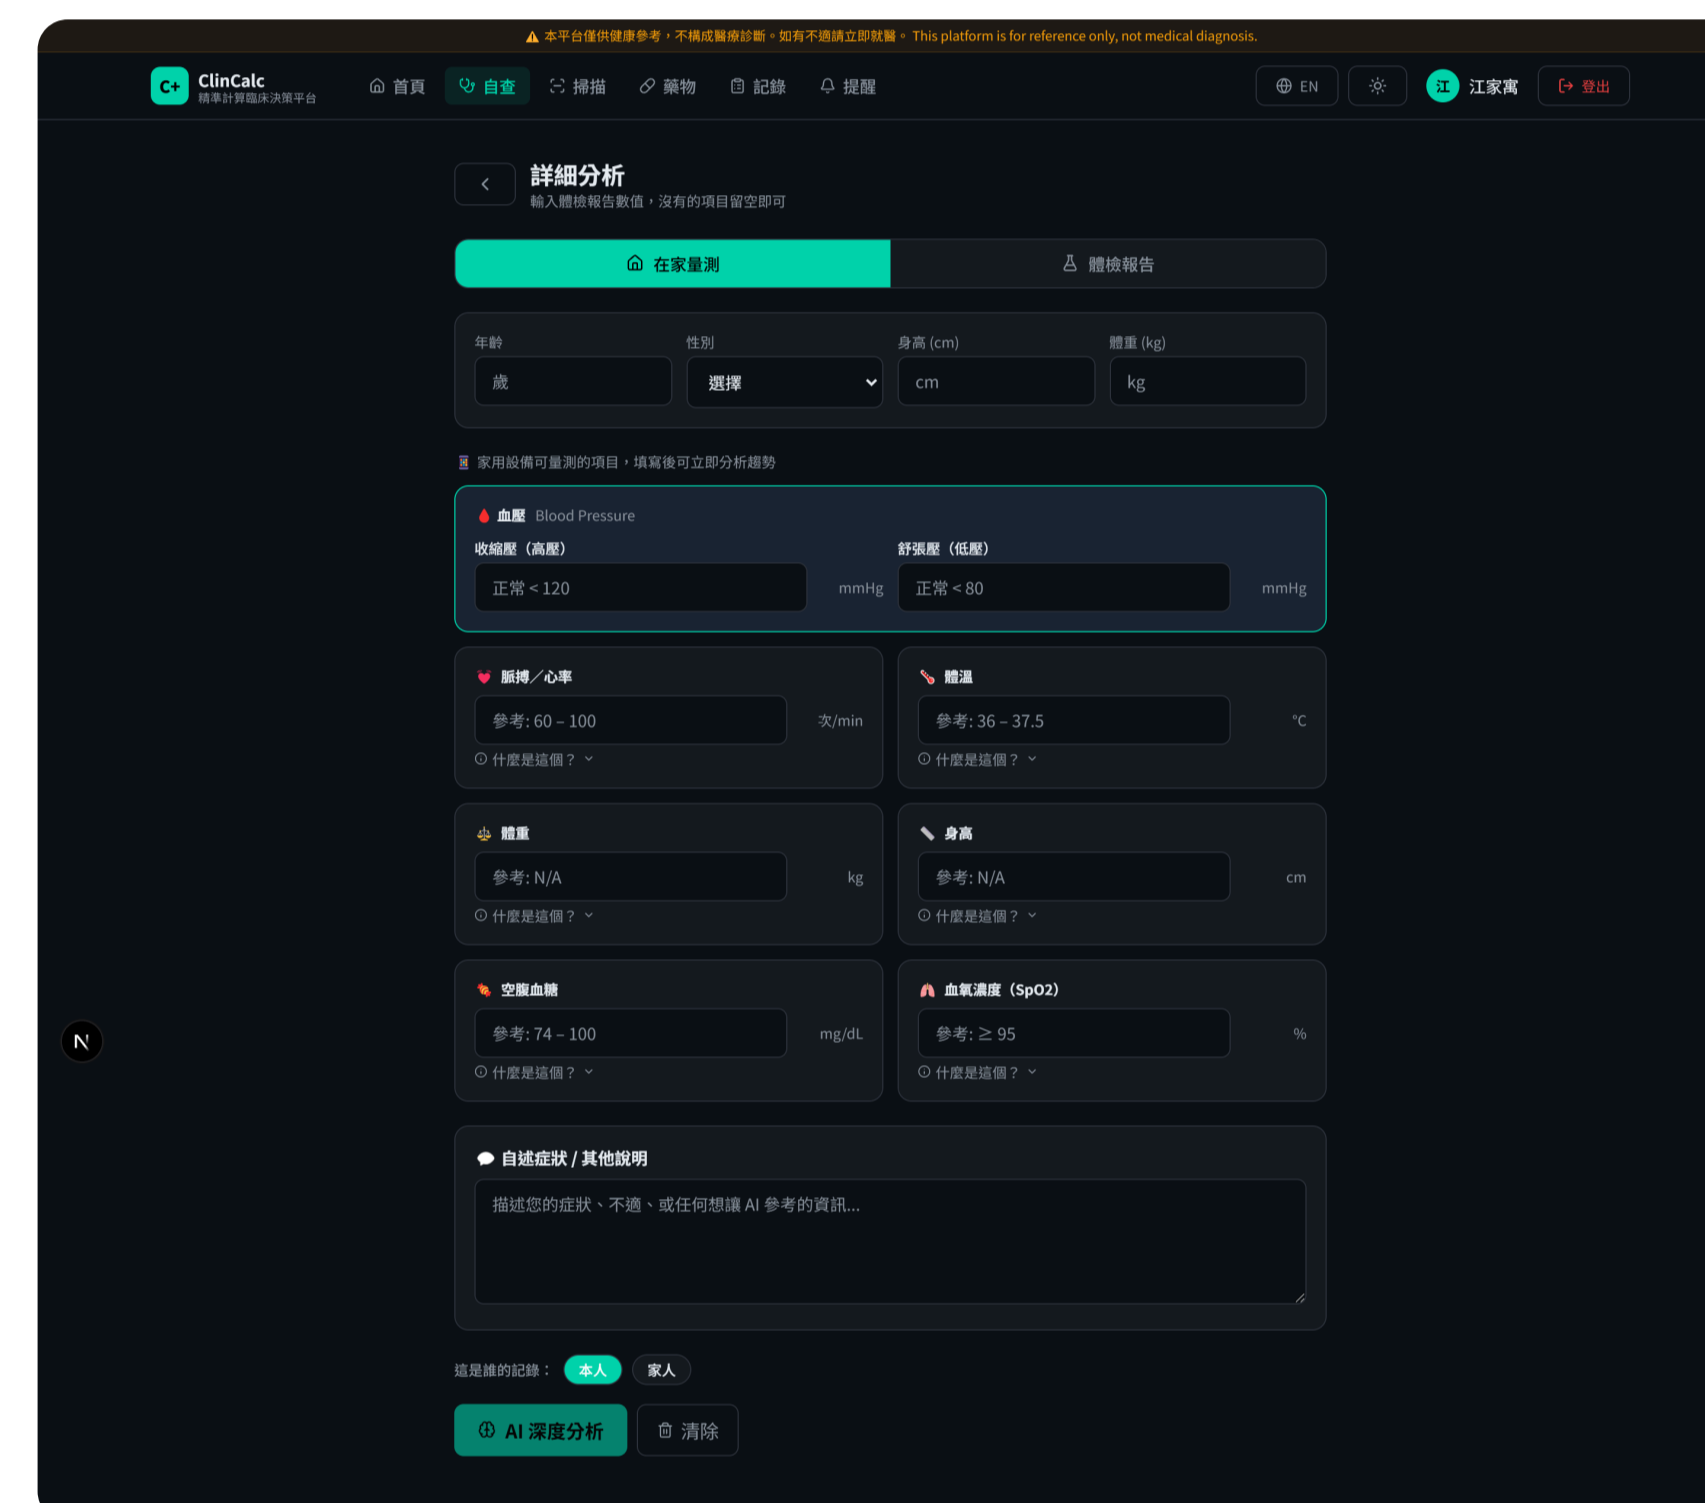 ⚠ 本平台僅供健康參考，不構成醫療診斷。如有不適請立即就醫。 This platform is for reference only, not medical diagnosis.
C+ ClinCalc
精準計算臨床決策平台
首頁 自查 掃描 藥物 記錄 提醒
EN 江 江家寓 登出
詳細分析
輸入體檢報告數值，沒有的項目留空即可
在家量測 體檢報告
年齡 性別 身高 (cm) 體重 (kg)
歲 選擇 cm kg
家用設備可量測的項目，填寫後可立即分析趨勢
血壓 Blood Pressure
收縮壓（高壓） 舒張壓（低壓）
正常 < 120 mmHg 正常 < 80 mmHg
脈搏／心率 體溫
參考: 60 – 100 次/min 參考: 36 – 37.5 °C
什麼是這個？ 什麼是這個？
體重 身高
參考: N/A kg 參考: N/A cm
什麼是這個？ 什麼是這個？
空腹血糖 血氧濃度（SpO2）
參考: 74 – 100 mg/dL 參考: ≥ 95 %
什麼是這個？ 什麼是這個？
N
自述症狀 / 其他說明
描述您的症狀、不適、或任何想讓 AI 參考的資訊...
這是誰的記錄： 本人 家人
AI 深度分析 清除